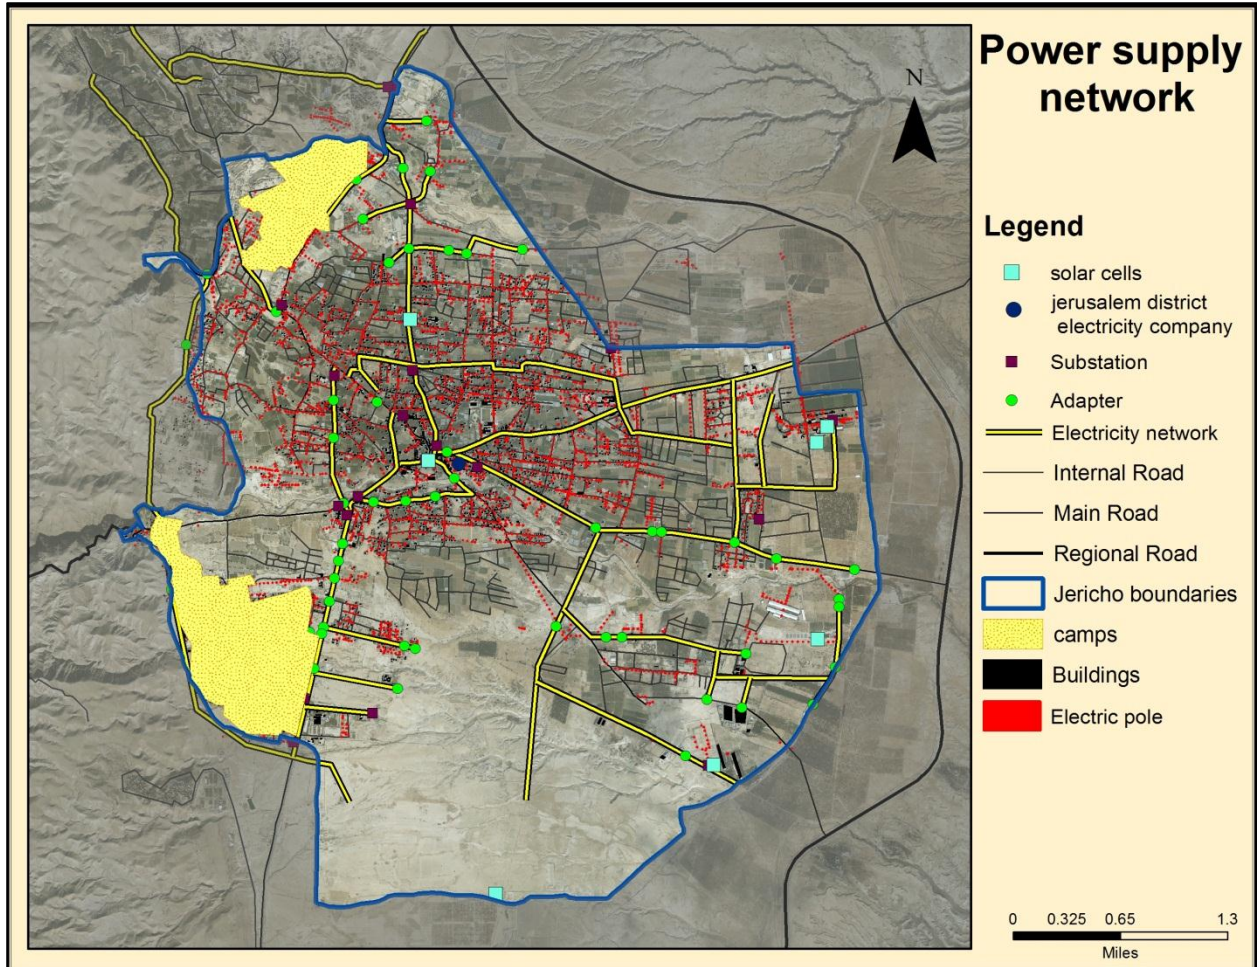 Power supply
network
N
Legend
solar cells
jerusalem district
electricity company
Substation
Adapter
Electricity network
Internal Road
Main Road
Regional Road
Jericho boundaries
camps
Buildings
Electric pole
0 0.325 0.65 1.3
Miles